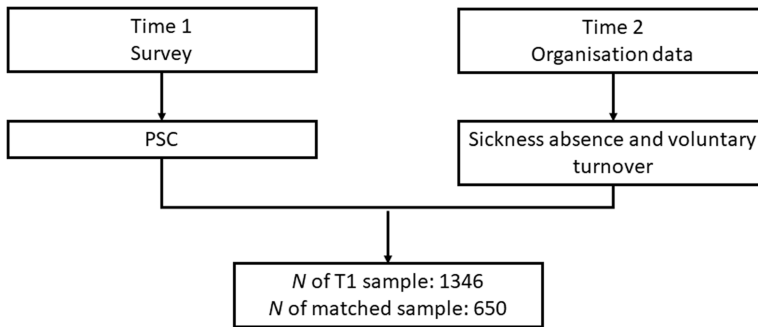 Time 1
Survey
Time 2
Organisation data
PSC
Sickness absence and voluntary
turnover
N of T1 sample: 1346
N of matched sample: 650